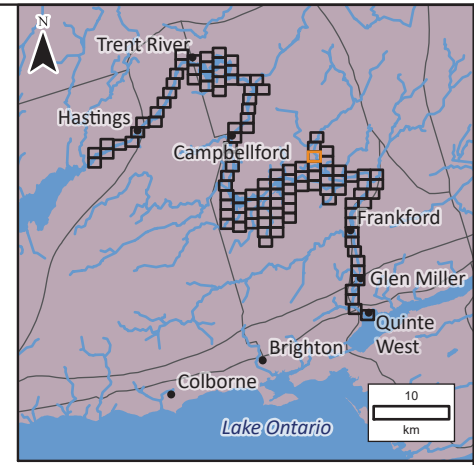 N
Trent River
Hastings
Campbellford
Frankford
Glen Miller
Quinte
West
Brighton
Colborne
Lake Ontario
10
km